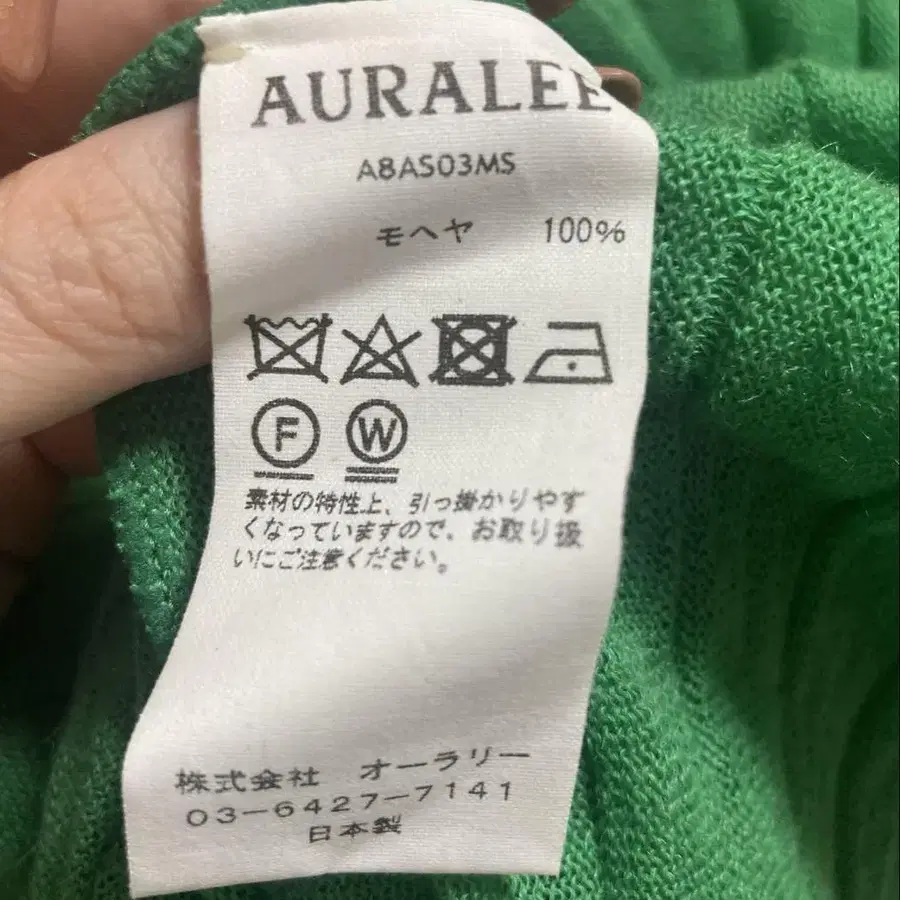 AURALEE
A8AS03MS
モヘヤ 100%
F W
素材の特性上、引っ掛かりやす
くなっていますので、お取り扱
いにご注意ください。
株式会社 オーラリー
03-6427-7141
日本製